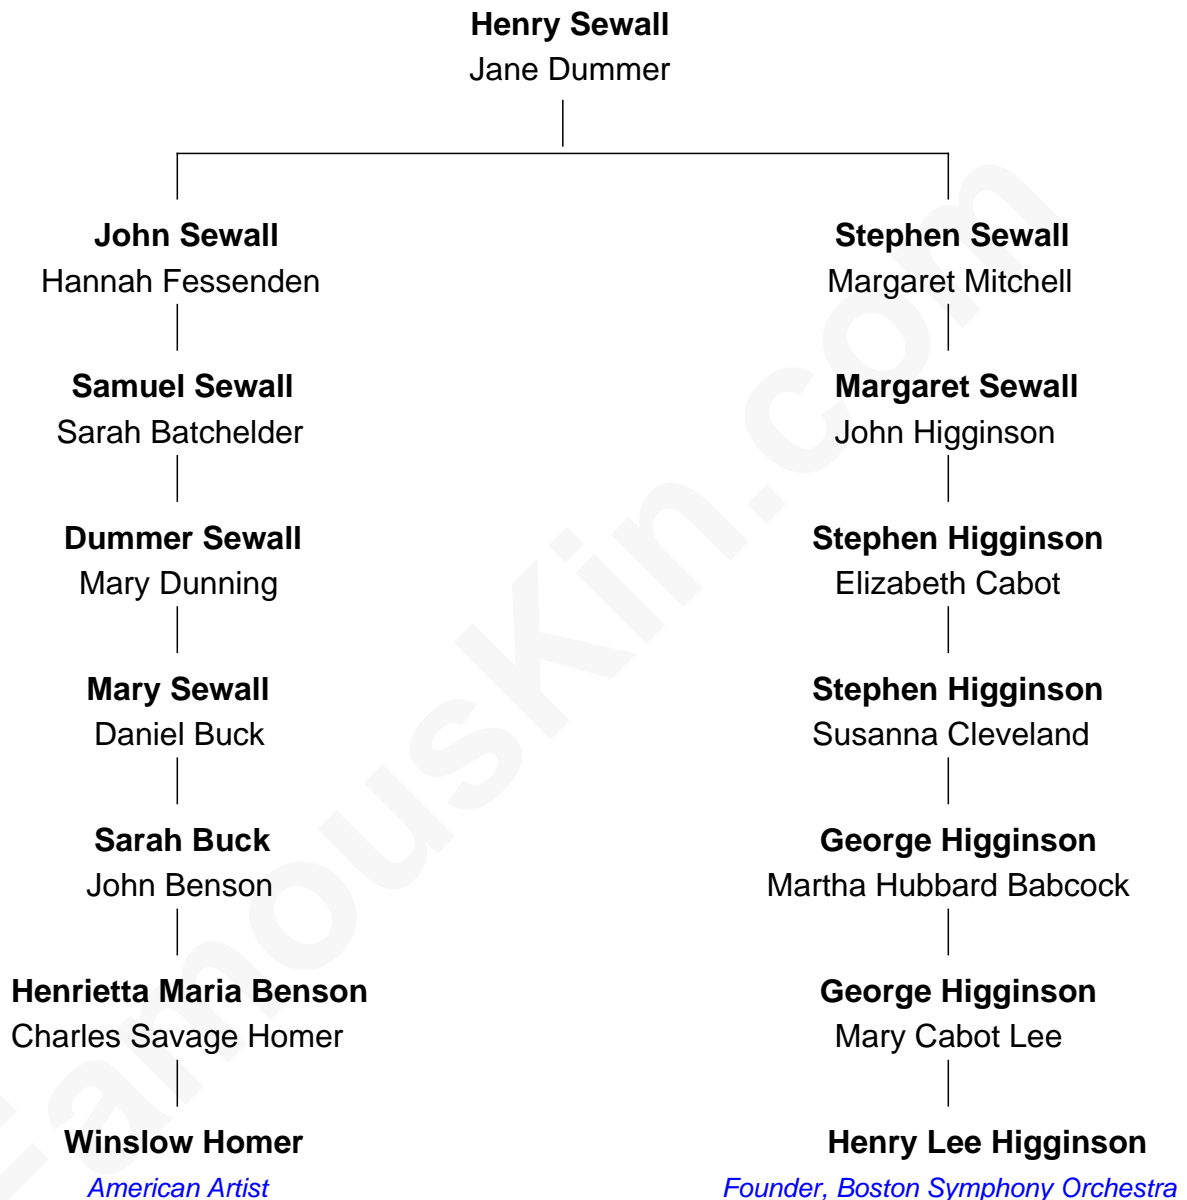 Henry Sewall
Jane Dummer
John Sewall
Hannah Fessenden
Stephen Sewall
Margaret Mitchell
Samuel Sewall
Sarah Batchelder
Margaret Sewall
John Higginson
Dummer Sewall
Mary Dunning
Stephen Higginson
Elizabeth Cabot
Mary Sewall
Daniel Buck
Stephen Higginson
Susanna Cleveland
Sarah Buck
John Benson
George Higginson
Martha Hubbard Babcock
Henrietta Maria Benson
Charles Savage Homer
George Higginson
Mary Cabot Lee
Winslow Homer
American Artist
Henry Lee Higginson
Founder, Boston Symphony Orchestra
FamousKin.com